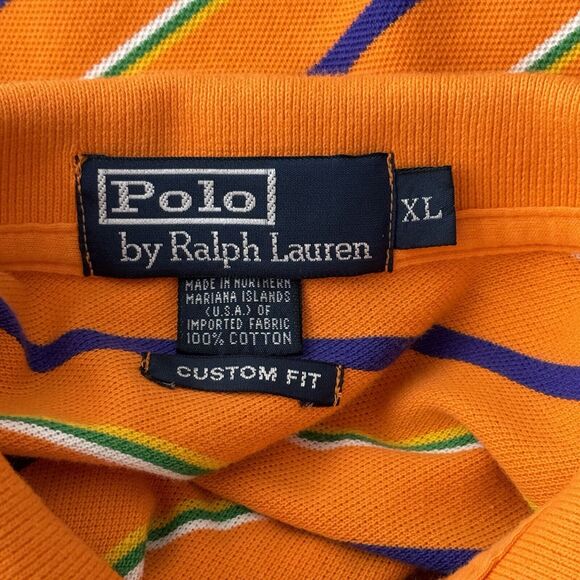 Polo
by Ralph Lauren
XL
MADE IN NORTHERN
MARIANA ISLANDS
(U.S.A.) OF
IMPORTED FABRIC
100% COTTON
CUSTOM FIT